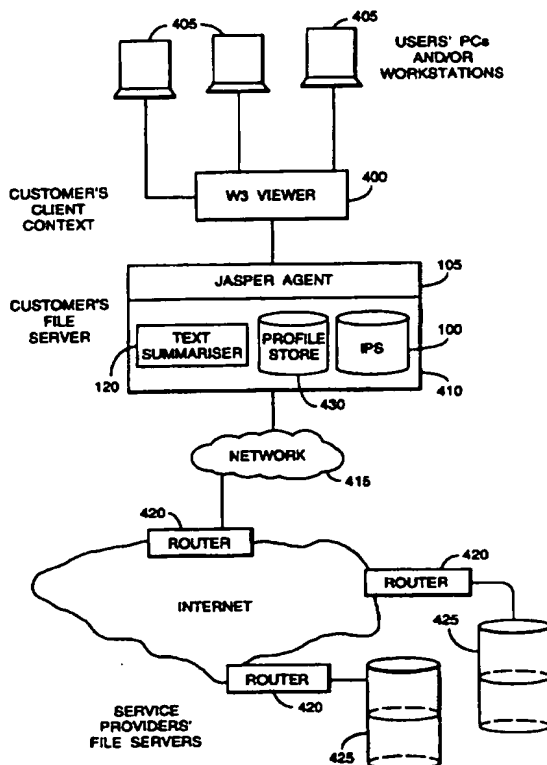 405
405
USERS' PCs
AND/OR
WORKSTATIONS
W3 VIEWER
400
CUSTOMER'S
CLIENT
CONTEXT
JASPER AGENT
105
CUSTOMER'S
FILE
SERVER
TEXT
SUMMARISER
PROFILE
STORE
IPS
100
120
430
410
NETWORK
415
420
ROUTER
420
ROUTER
INTERNET
425
ROUTER
420
SERVICE
PROVIDERS'
FILE SERVERS
425